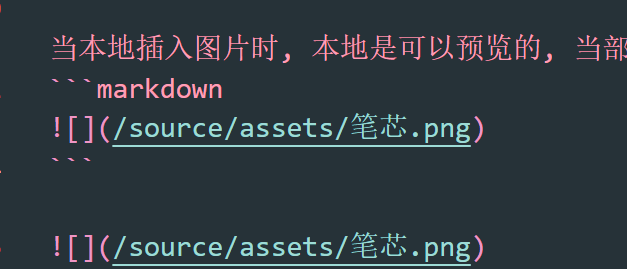 当本地插入图片时, 本地是可以预览的, 当部
```markdown
![](/source/assets/笔芯.png)
```
![](/source/assets/笔芯.png)